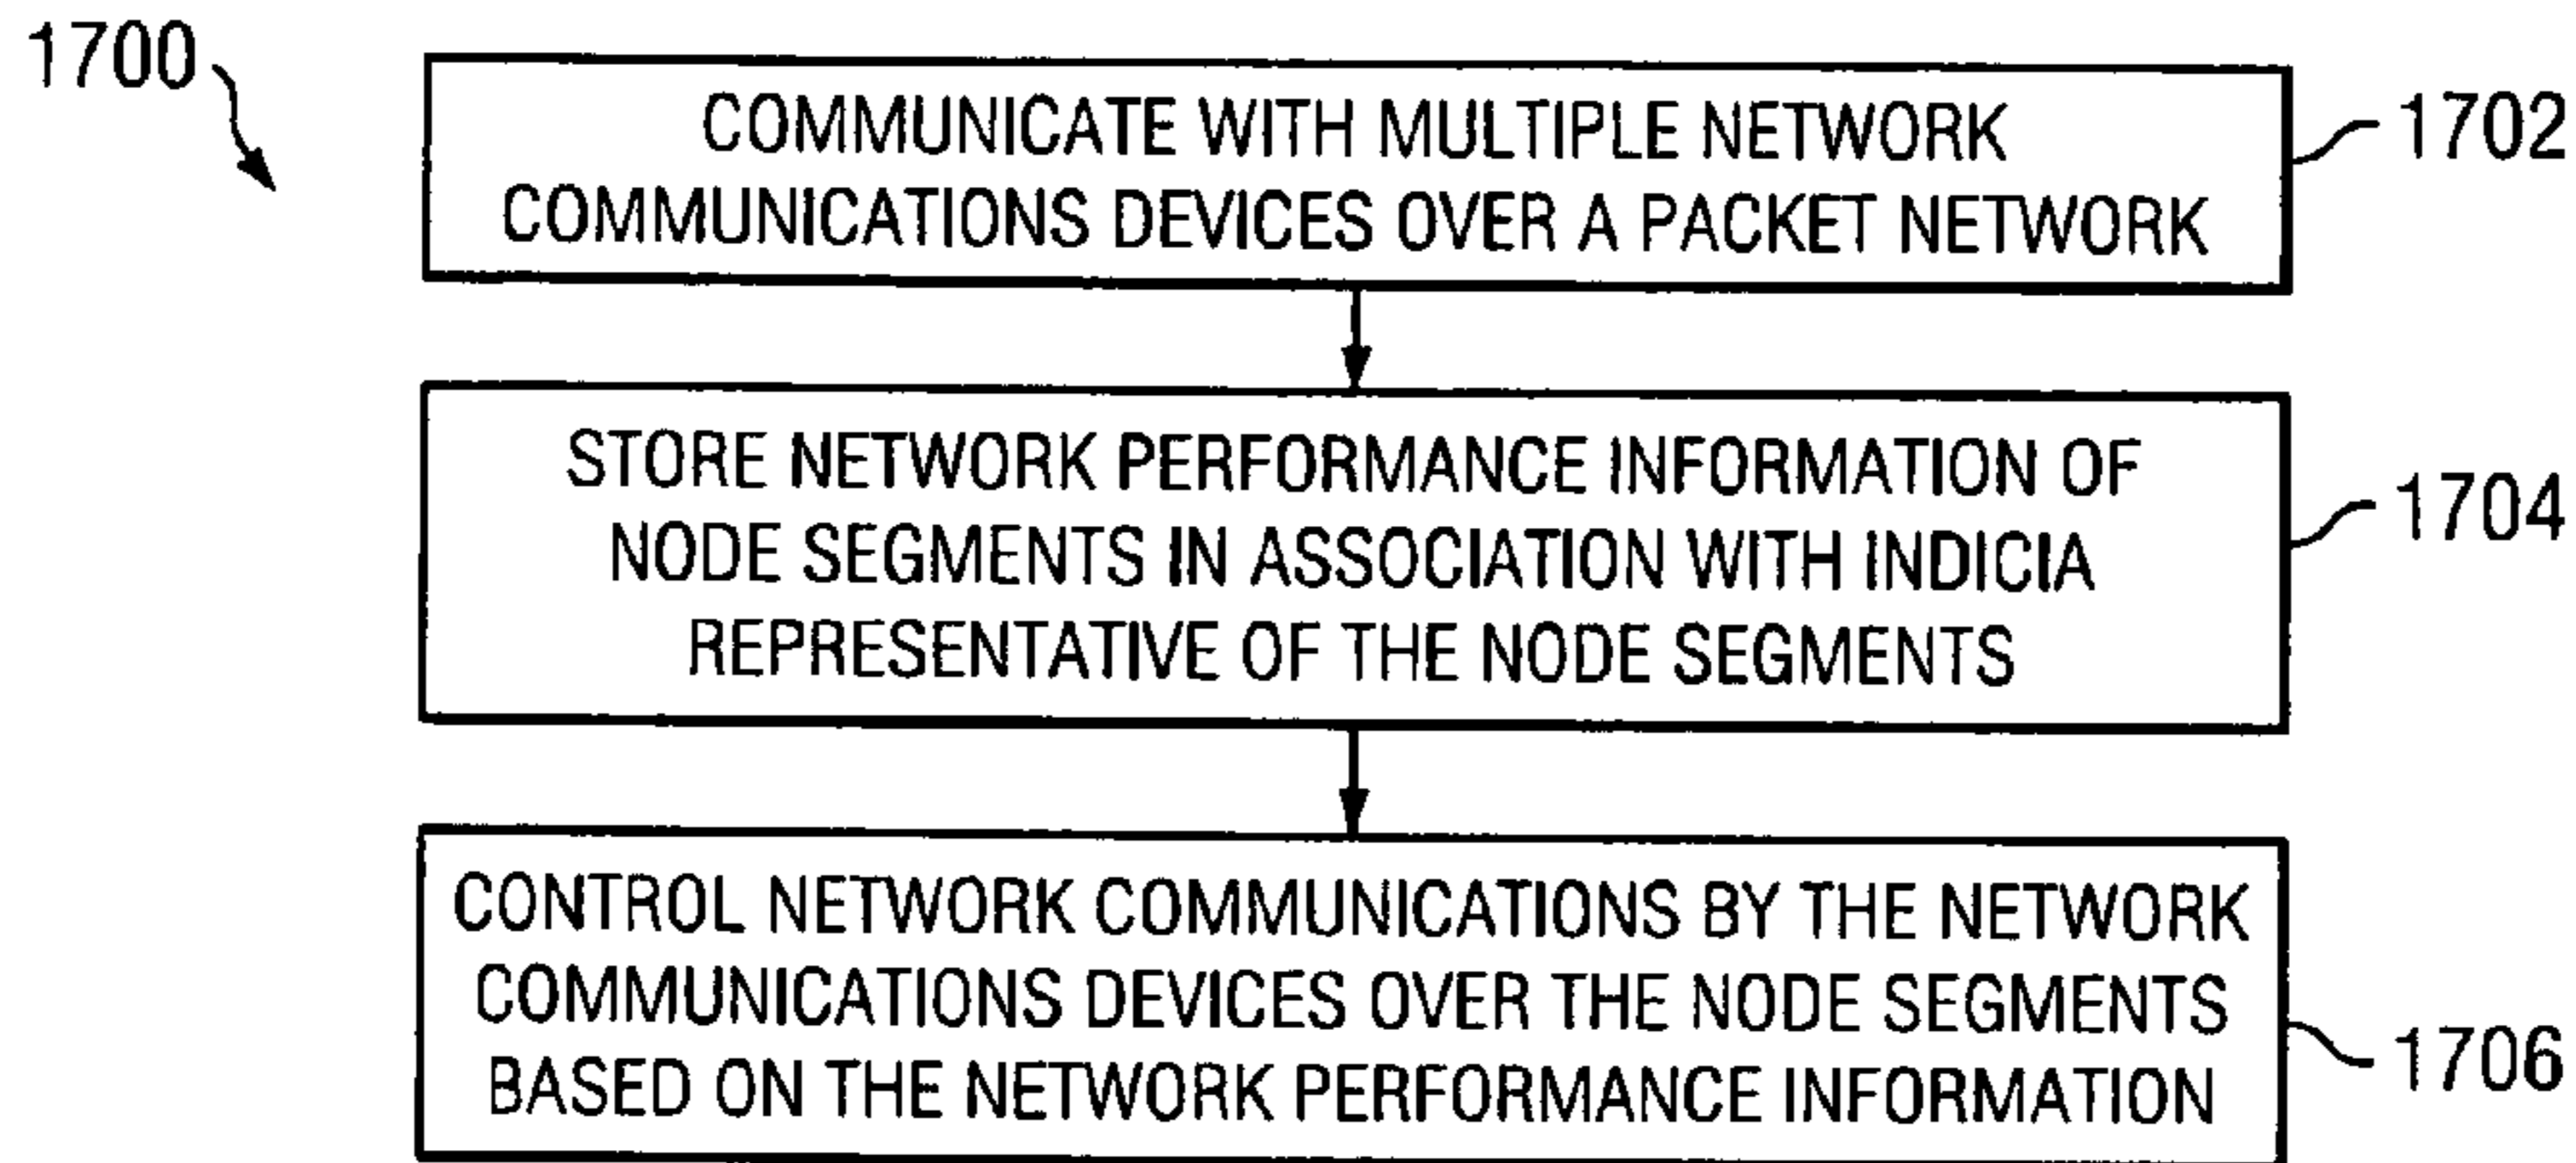 1700
COMMUNICATE WITH MULTIPLE NETWORK
COMMUNICATIONS DEVICES OVER A PACKET NETWORK
1702
STORE NETWORK PERFORMANCE INFORMATION OF
NODE SEGMENTS IN ASSOCIATION WITH INDICIA
REPRESENTATIVE OF THE NODE SEGMENTS
1704
CONTROL NETWORK COMMUNICATIONS BY THE NETWORK
COMMUNICATIONS DEVICES OVER THE NODE SEGMENTS
BASED ON THE NETWORK PERFORMANCE INFORMATION
1706